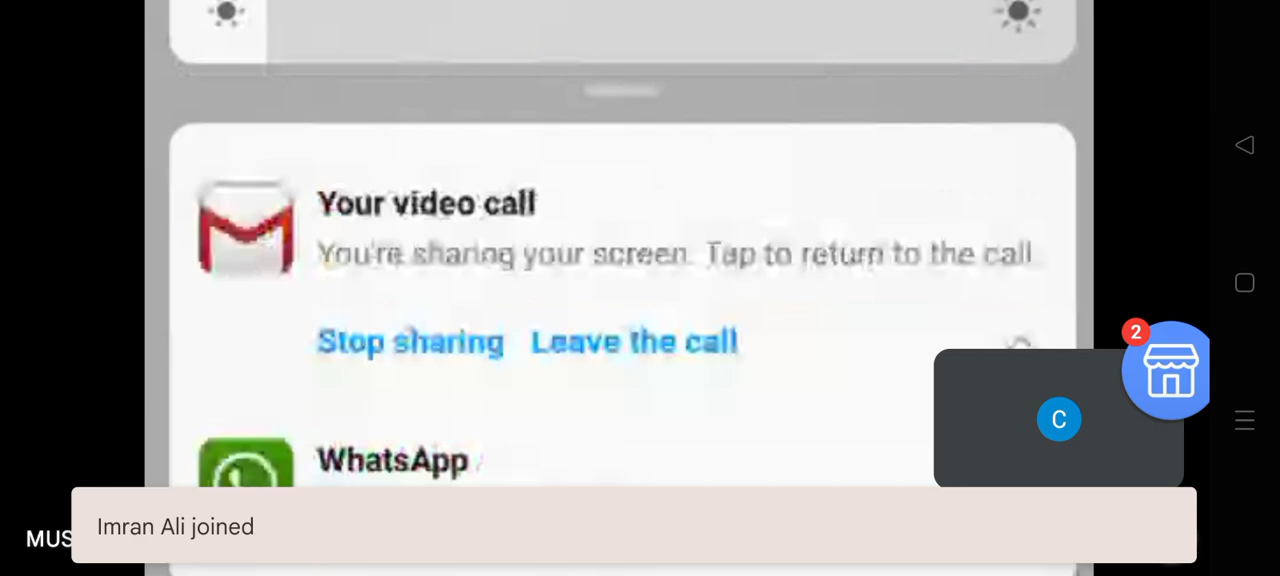 Your video call
You're sharing your screen. Tap to return to the call.
Stop sharing Leave the call
2
C
WhatsApp
Imran Ali joined
MUS